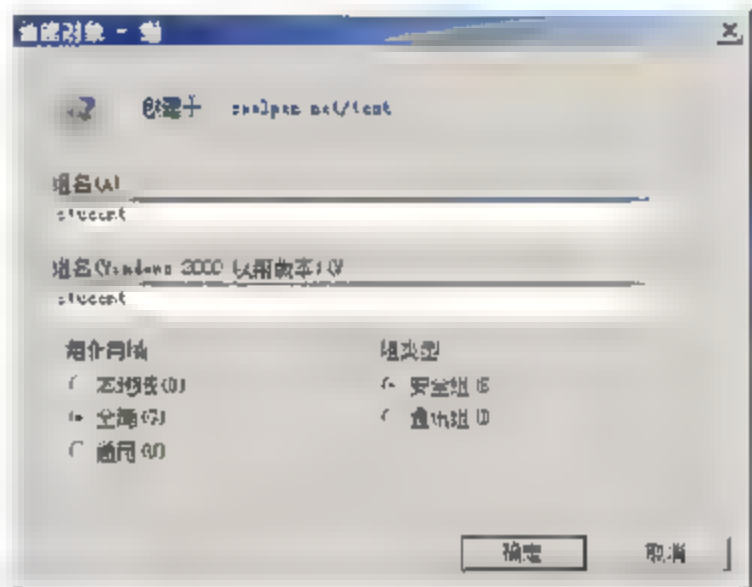 新建对象 - 组
创建于
组名(A)
student
组名(Windows 2000 以前版本)(W)
student
组作用域
组类型
本地域(O)
安全组(S)
全局(G)
通讯组(D)
通用(U)
确定
取消